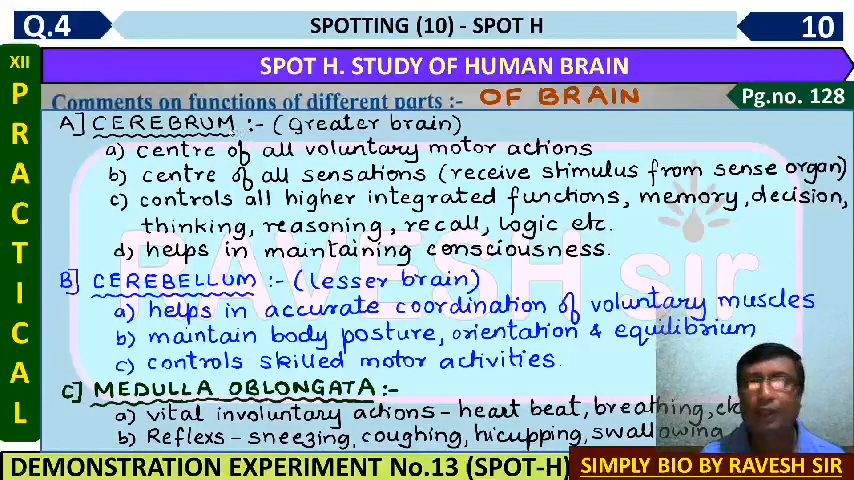 Q.4
SPOTTING (10) - SPOT H
10
XII
PRACTICAL
SPOT H. STUDY OF HUMAN BRAIN
Comments on functions of different parts :- OF BRAIN
Pg.no. 128
A] CEREBRUM :- (Greater brain)
a) centre of all voluntary motor actions
b) centre of all sensations (receive stimulus from sense organ)
c) controls all higher integrated functions, memory, decision,
thinking, reasoning, recall, logic etc.
d) helps in maintaining consciousness.
B] CEREBELLUM :- (lesser brain)
a) helps in accurate coordination of voluntary muscles
b) maintain body posture, orientation & equilibrium
c) controls skilled motor activities.
C] MEDULLA OBLONGATA :-
a) vital involuntary actions - heart beat, breathing,
b) Reflexs - sneezing, coughing, hicupping, swallowing
RAVESH sir
DEMONSTRATION EXPERIMENT No.13 (SPOT-H)
SIMPLY BIO BY RAVESH SIR